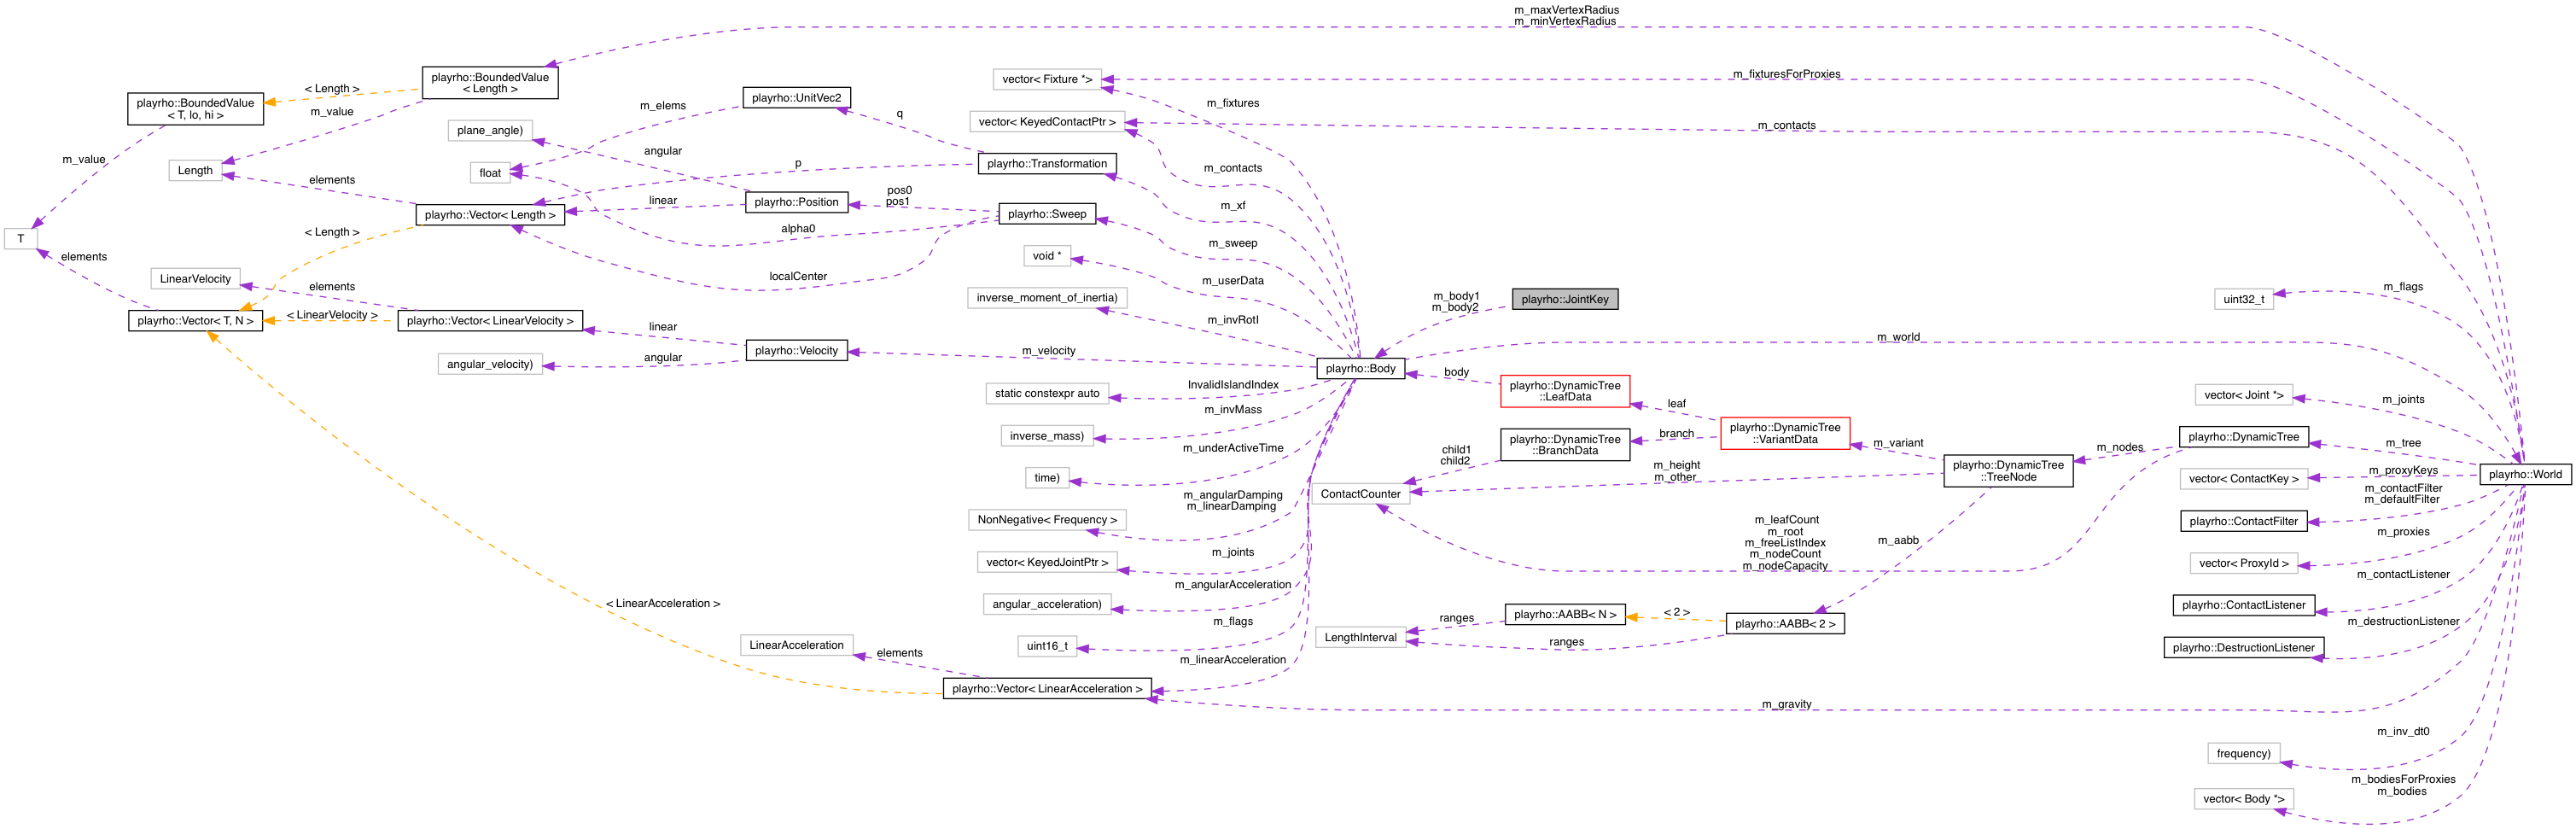 m_maxVertexRadius
m_minVertexRadius
playrho::BoundedValue
< Length >
< Length >
playrho::BoundedValue
< T, lo, hi >
m_value
m_value
plane_angle)
Length
elements
float
m_elems
playrho::UnitVec2
q
angular
p
playrho::Transformation
playrho::Position
linear
pos0
pos1
playrho::Sweep
alpha0
localCenter
playrho::Vector< Length >
< Length >
T
elements
LinearVelocity
elements
playrho::Vector< T, N >
< LinearVelocity >
playrho::Vector< LinearVelocity >
linear
angular
angular_velocity)
playrho::Velocity
< LinearAcceleration >
LinearAcceleration
elements
playrho::Vector< LinearAcceleration >
vector< Fixture *>
vector< KeyedContactPtr >
void *
inverse_moment_of_inertia)
static constexpr auto
inverse_mass)
time)
NonNegative< Frequency >
vector< KeyedJointPtr >
angular_acceleration)
uint16_t
m_fixtures
m_contacts
m_xf
m_sweep
m_userData
m_invRotI
m_velocity
InvalidIslandIndex
m_invMass
m_underActiveTime
m_angularDamping
m_linearDamping
m_joints
m_angularAcceleration
m_flags
m_linearAcceleration
playrho::Body
m_body1
m_body2
playrho::JointKey
body
playrho::DynamicTree
::LeafData
leaf
playrho::DynamicTree
::BranchData
branch
child1
child2
ContactCounter
m_height
m_other
m_leafCount
m_root
m_freeListIndex
m_nodeCount
m_nodeCapacity
LengthInterval
ranges
ranges
playrho::AABB< N >
< 2 >
playrho::AABB< 2 >
playrho::DynamicTree
::VariantData
m_variant
m_aabb
playrho::DynamicTree
::TreeNode
m_nodes
m_fixturesForProxies
m_contacts
m_world
m_gravity
uint32_t
m_flags
vector< Joint *>
m_joints
playrho::DynamicTree
m_tree
vector< ContactKey >
m_proxyKeys
m_contactFilter
m_defaultFilter
playrho::ContactFilter
m_proxies
vector< ProxyId >
m_contactListener
playrho::ContactListener
m_destructionListener
playrho::DestructionListener
m_inv_dt0
frequency)
m_bodiesForProxies
m_bodies
vector< Body *>
playrho::World